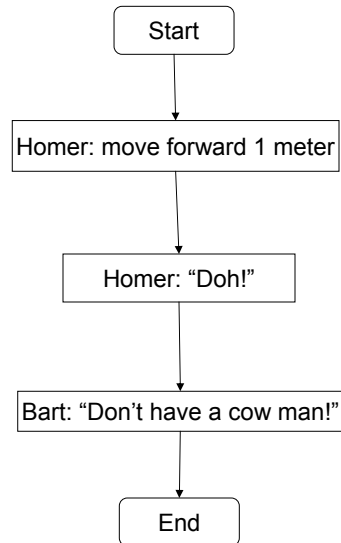 Start
Homer: move forward 1 meter
Homer: “Doh!”
Bart: “Don’t have a cow man!”
End